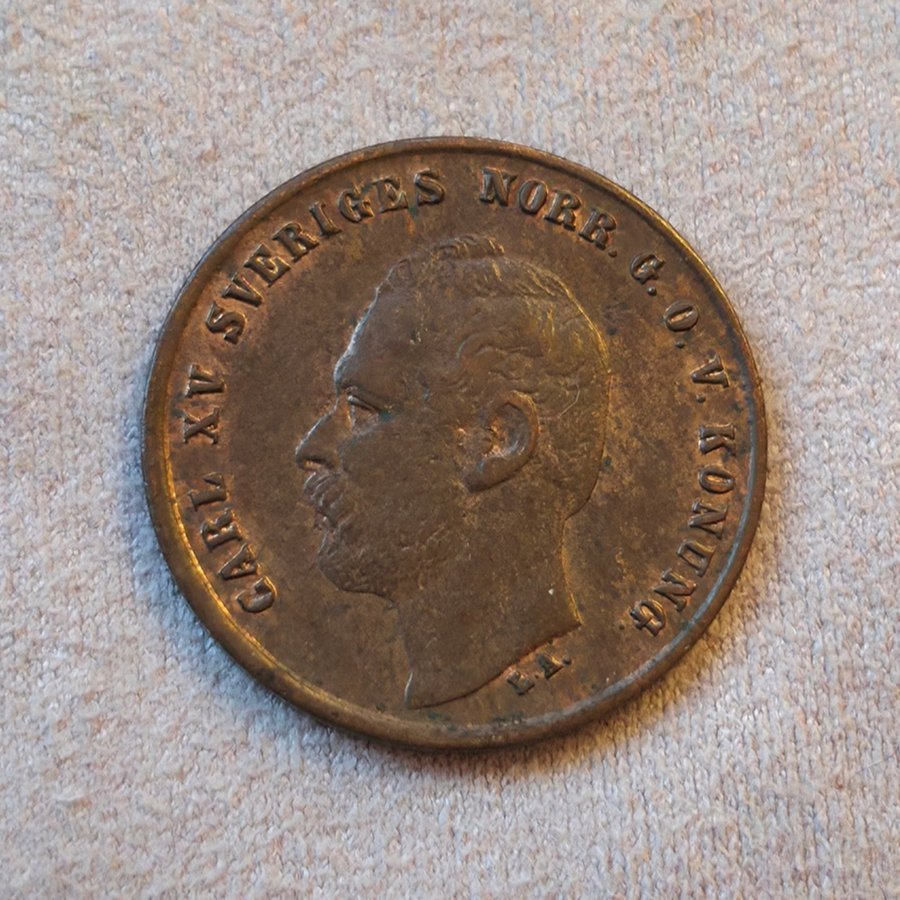 CARL XV SVERIGES NORR. G. O. V. KONUNG
L.A.